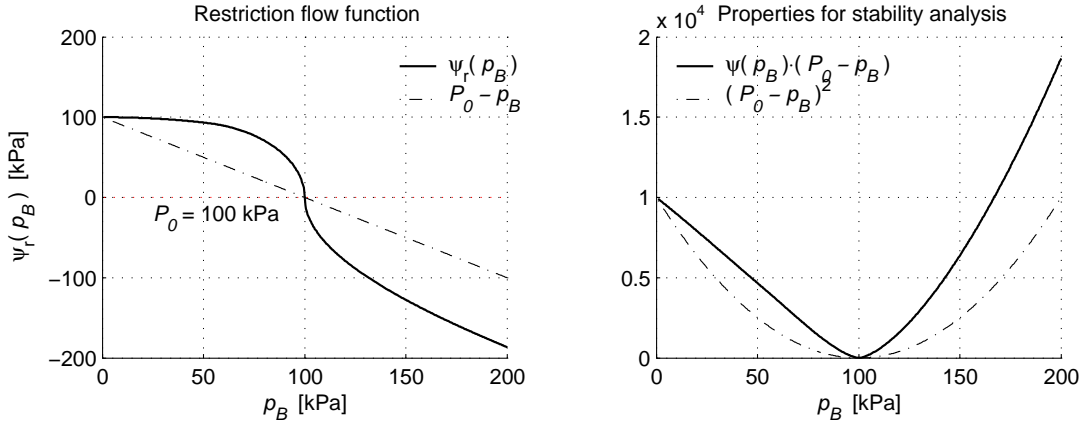 Restriction flow function
200
100
0
−100
−200
0
50
100
150
200
ψr( pB ) [kPa]
pB [kPa]
ψr( pB )
P0 − pB
P0 = 100 kPa
Properties for stability analysis
x 10^4
2
1.5
1
0.5
0
0
50
100
150
200
pB [kPa]
ψ( pB )·( P0 − pB )
( P0 − pB )^2